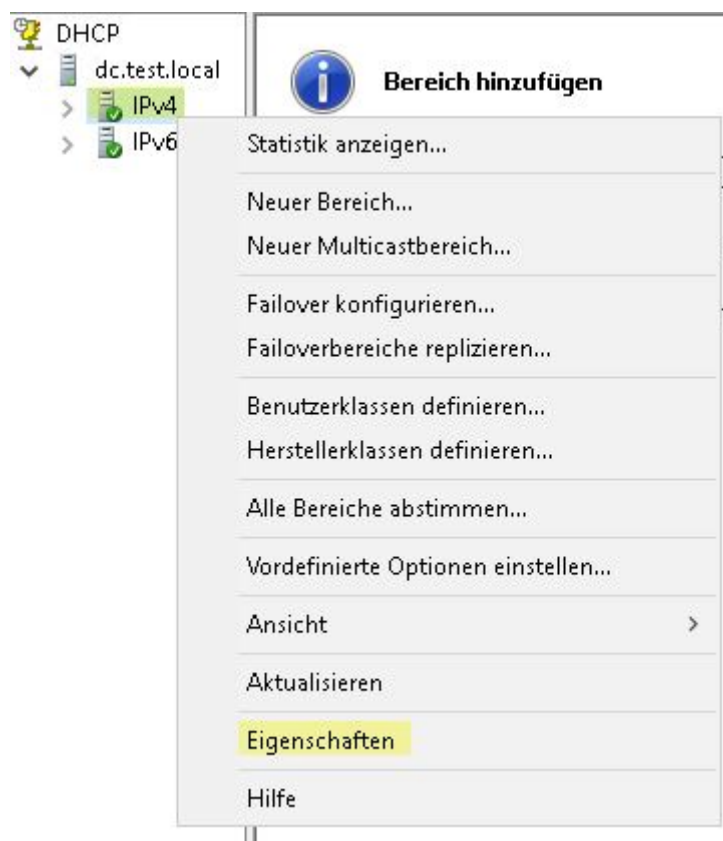 DHCP
dc.test.local
IPv4
IPv6
Bereich hinzufügen
Statistik anzeigen...
Neuer Bereich...
Neuer Multicastbereich...
Failover konfigurieren...
Failoverbereiche replizieren...
Benutzerklassen definieren...
Herstellerklassen definieren...
Alle Bereiche abstimmen...
Vordefinierte Optionen einstellen...
Ansicht
Aktualisieren
Eigenschaften
Hilfe